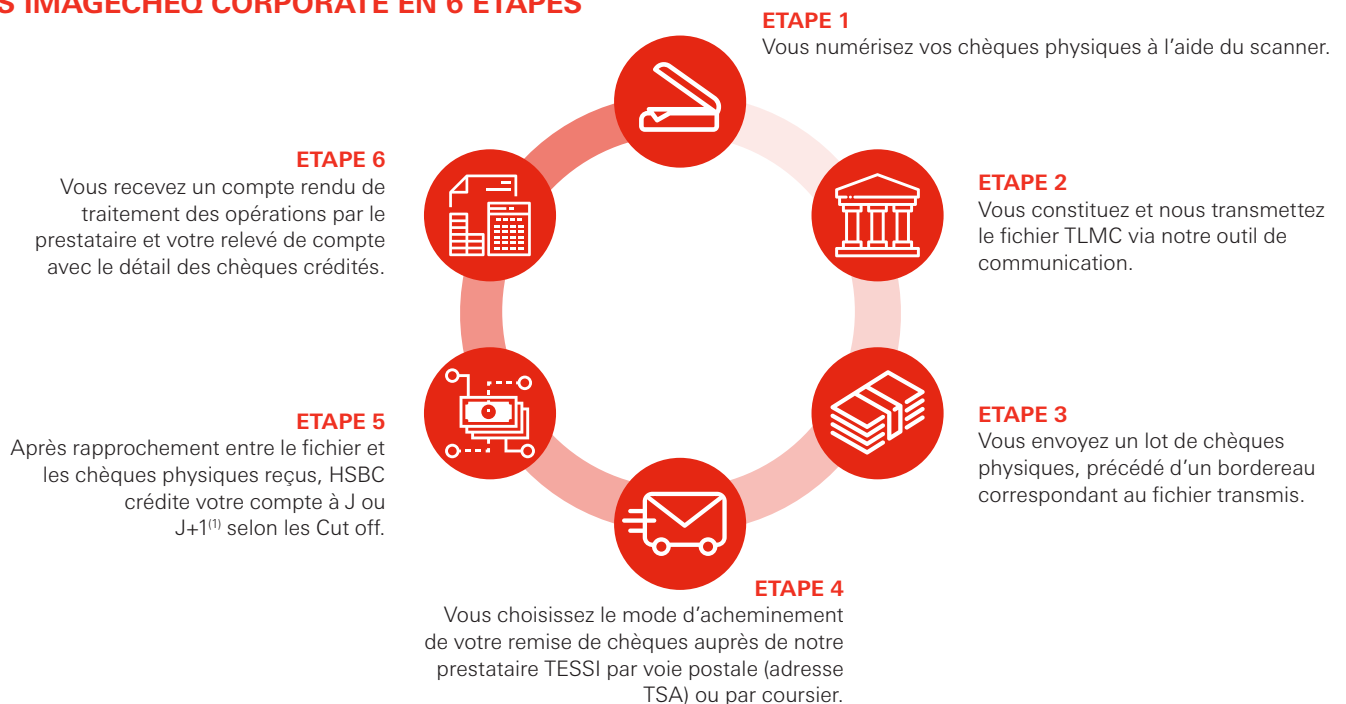 S IMAGECHEQ CORPORATE EN 6 ETAPES
ETAPE 1
Vous numérisez vos chèques physiques à l’aide du scanner.
ETAPE 2
Vous constituez et nous transmettez
le fichier TLMC via notre outil de
communication.
ETAPE 3
Vous envoyez un lot de chèques
physiques, précédé d’un bordereau
correspondant au fichier transmis.
ETAPE 4
Vous choisissez le mode d’acheminement
de votre remise de chèques auprès de notre
prestataire TESSI par voie postale (adresse
TSA) ou par coursier.
ETAPE 5
Après rapprochement entre le fichier et
les chèques physiques reçus, HSBC
crédite votre compte à J ou
J+1(1) selon les Cut off.
ETAPE 6
Vous recevez un compte rendu de
traitement des opérations par le
prestataire et votre relevé de compte
avec le détail des chèques crédités.